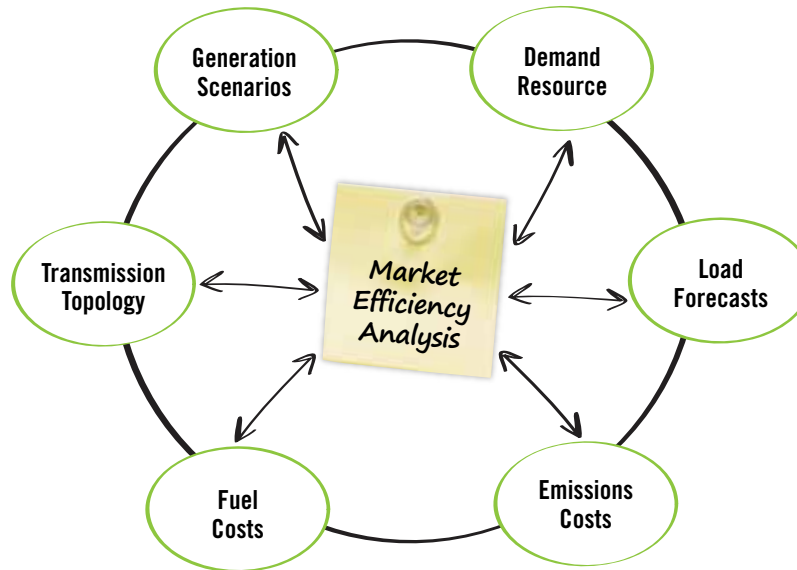 Generation
Scenarios
Demand
Resource
Transmission
Topology
Market
Efficiency
Analysis
Load
Forecasts
Fuel
Costs
Emissions
Costs